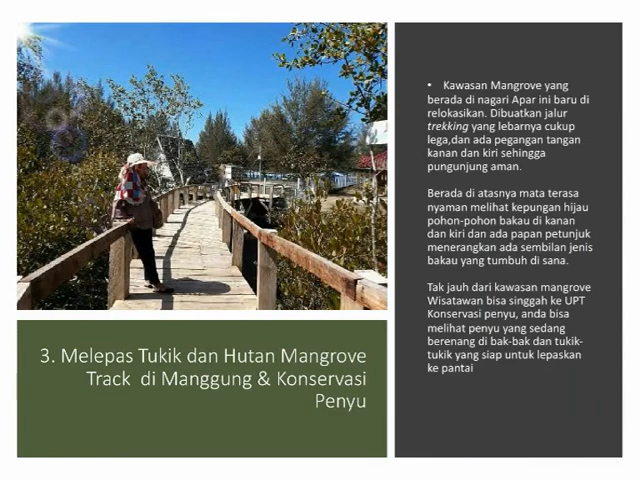 3. Melepas Tukik dan Hutan Mangrove
Track di Manggung & Konservasi
Penyu
• Kawasan Mangrove yang
berada di nagari Apar ini baru di
relokasikan. Dibuatkan jalur
trekking yang lebarnya cukup
lega,dan ada pegangan tangan
kanan dan kiri sehingga
pungunjung aman.
Berada di atasnya mata terasa
nyaman melihat kepungan hijau
pohon-pohon bakau di kanan
dan kiri dan ada papan petunjuk
menerangkan ada sembilan jenis
bakau yang tumbuh di sana.
Tak jauh dari kawasan mangrove
Wisatawan bisa singgah ke UPT
Konservasi penyu, anda bisa
melihat penyu yang sedang
berenang di bak-bak dan tukik-
tukik yang siap untuk lepaskan
ke pantai